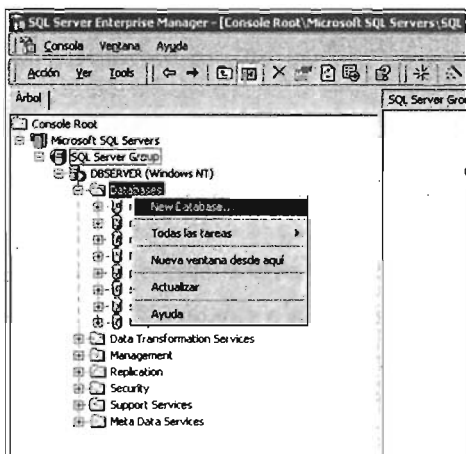 SQL Server Enterprise Manager - [Console Root\Microsoft SQL Servers\SQL
Consola Ventana Ayuda
Acción Ver Tools
Árbol
SQL Server Gro
Console Root
Microsoft SQL Servers
SQL Server Group
DBSERVER (Windows NT)
Databases
New Database...
Todas las tareas
Nueva ventana desde aquí
Actualizar
Ayuda
Data Transformation Services
Management
Replication
Security
Support Services
Meta Data Services